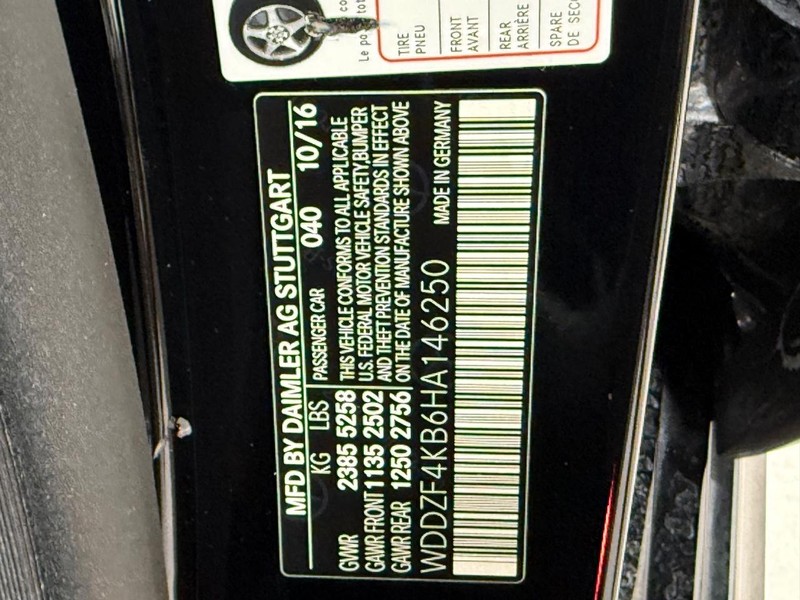 MFD BY DAIMLER AG STUTTGART
KG LBS PASSENGER CAR 040 10/16
GVWR 2385 5258 THIS VEHICLE CONFORMS TO ALL APPLICABLE
GAWR FRONT 1135 2502 U.S. FEDERAL MOTOR VEHICLE SAFETY,BUMPER
GAWR REAR 1250 2756 AND THEFT PREVENTION STANDARDS IN EFFECT
ON THE DATE OF MANUFACTURE SHOWN ABOVE
WDDZF4KB6HA146250 MADE IN GERMANY
Le
TIRE
PNEU
FRONT
AVANT
REAR
ARRIÈRE
SPARE
DE